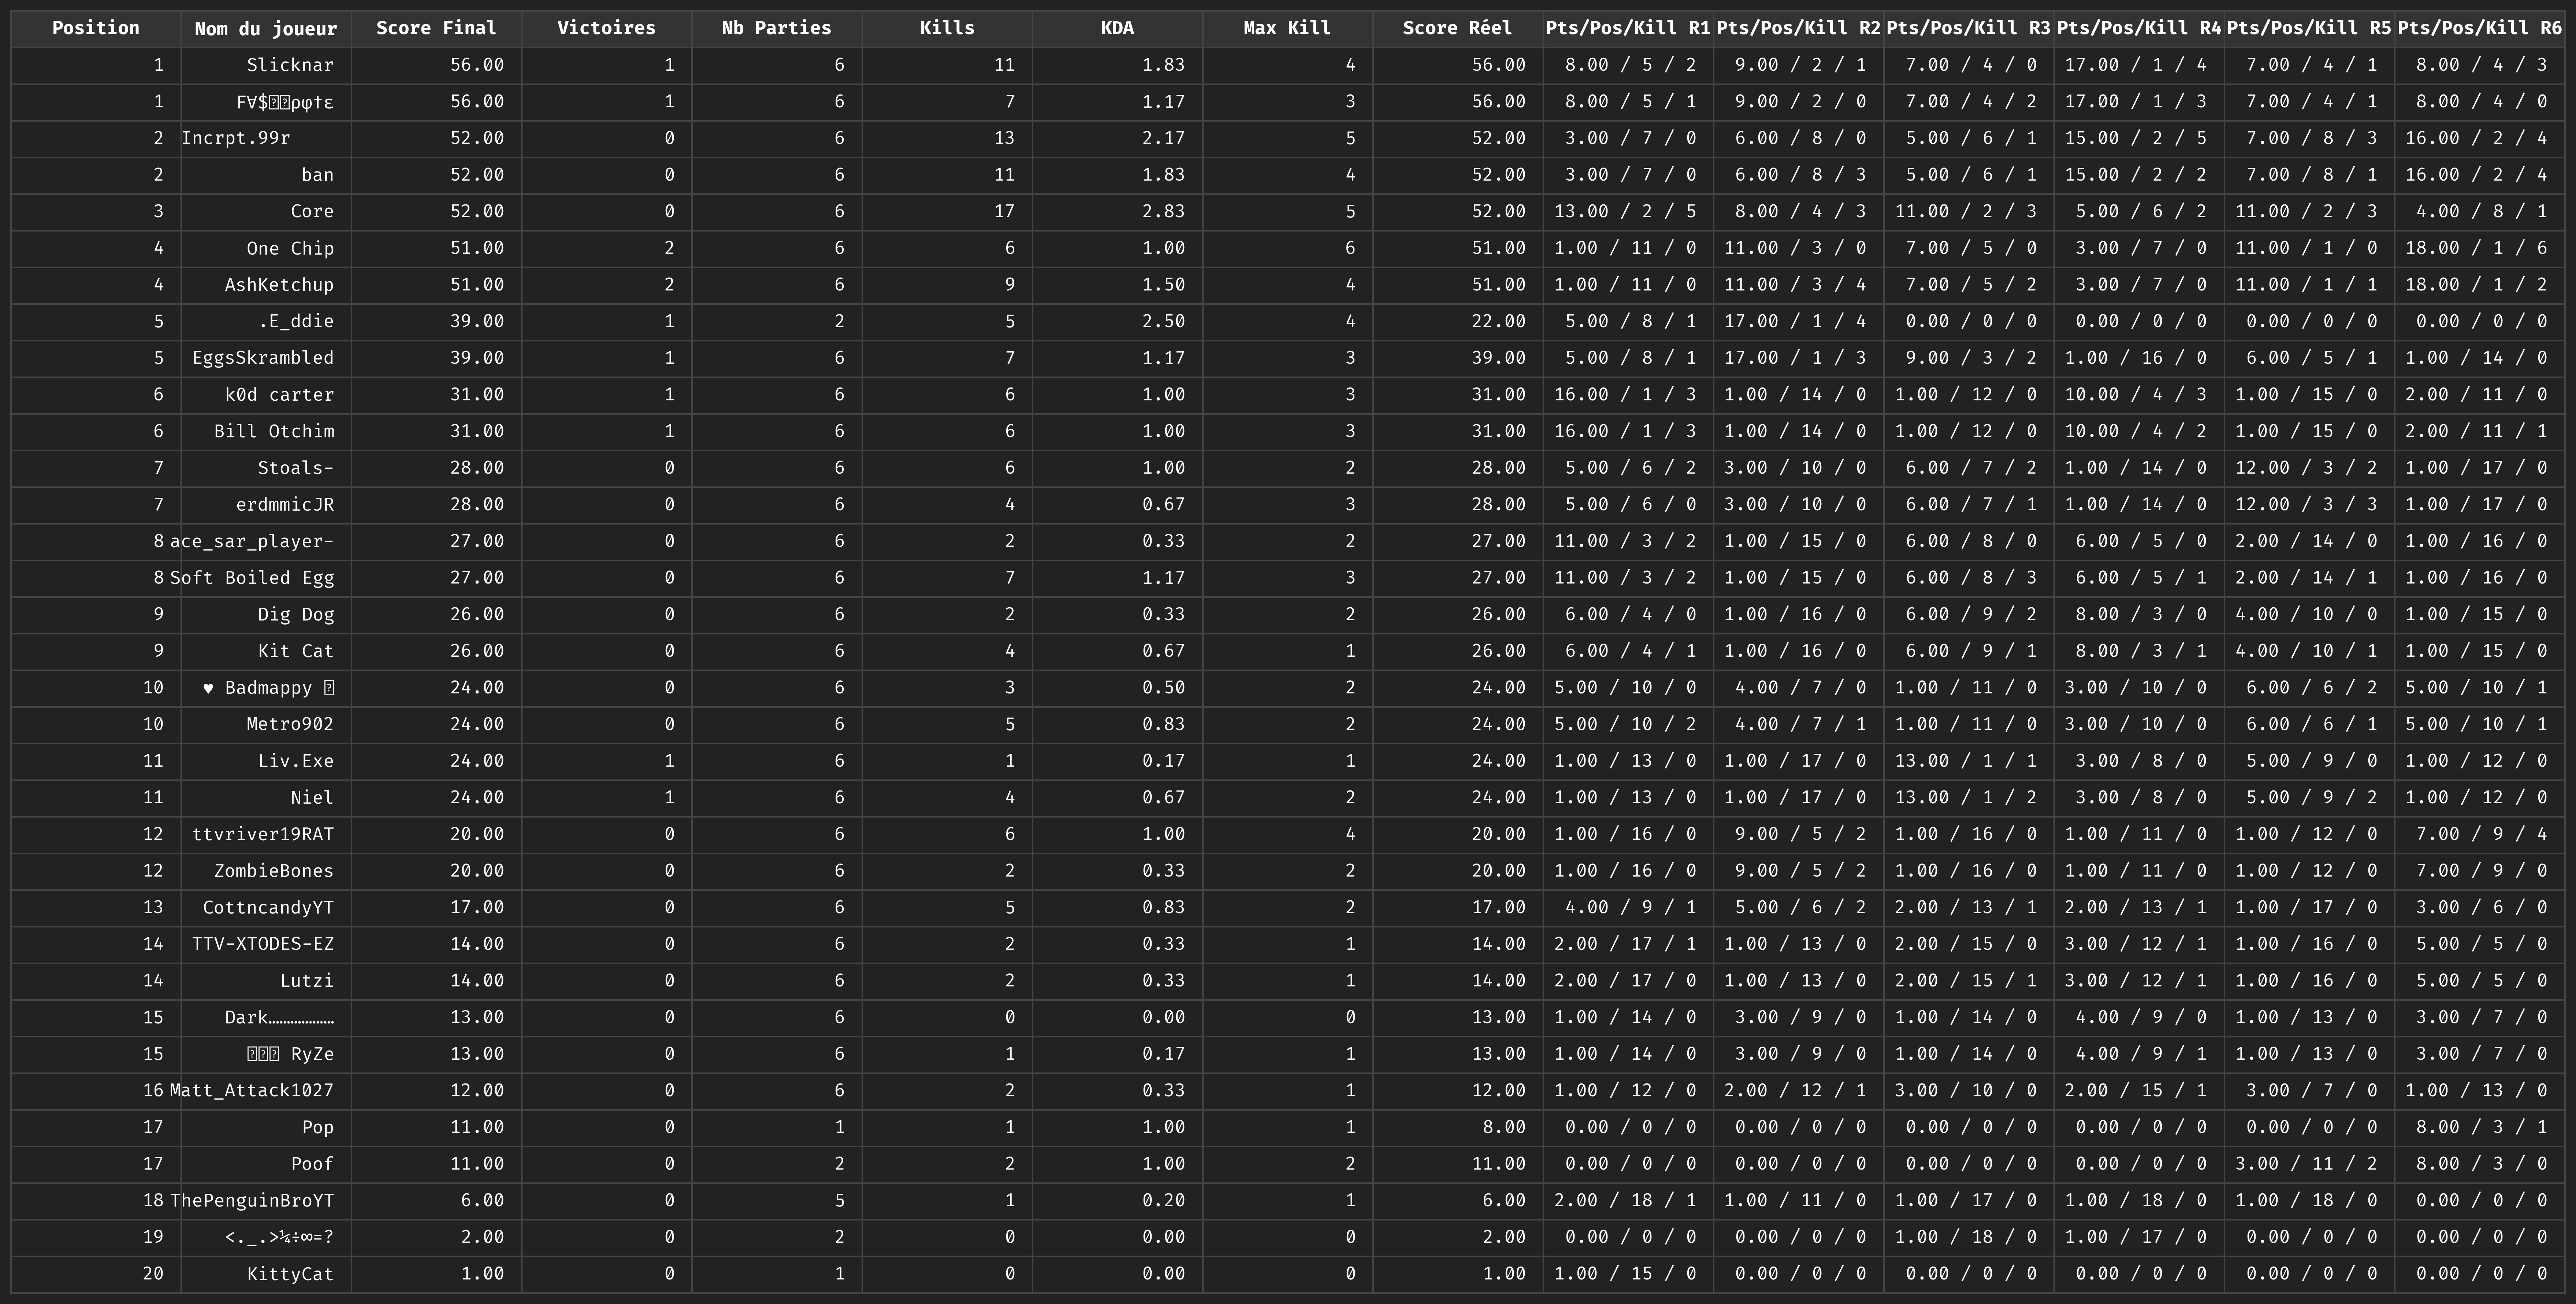 Position Nom du joueur Score Final Victoires Nb Parties Kills KDA Max Kill Score Réel Pts/Pos/Kill R1 Pts/Pos/Kill R2 Pts/Pos/Kill R3 Pts/Pos/Kill R4 Pts/Pos/Kill R5 Pts/Pos/Kill R6
1 Slicknar 56.00 1 6 11 1.83 4 56.00 8.00 / 5 / 2 9.00 / 2 / 1 7.00 / 4 / 0 17.00 / 1 / 4 7.00 / 4 / 1 8.00 / 4 / 3
1 F∀$ρφ†ε 56.00 1 6 7 1.17 3 56.00 8.00 / 5 / 1 9.00 / 2 / 0 7.00 / 4 / 2 17.00 / 1 / 3 7.00 / 4 / 1 8.00 / 4 / 0
2 Incrpt.99r 52.00 0 6 13 2.17 5 52.00 3.00 / 7 / 0 6.00 / 8 / 0 5.00 / 6 / 1 15.00 / 2 / 5 7.00 / 8 / 3 16.00 / 2 / 4
2 ban 52.00 0 6 11 1.83 4 52.00 3.00 / 7 / 0 6.00 / 8 / 3 5.00 / 6 / 1 15.00 / 2 / 2 7.00 / 8 / 1 16.00 / 2 / 4
3 Core 52.00 0 6 17 2.83 5 52.00 13.00 / 2 / 5 8.00 / 4 / 3 11.00 / 2 / 3 5.00 / 6 / 2 11.00 / 2 / 3 4.00 / 8 / 1
4 One Chip 51.00 2 6 6 1.00 6 51.00 1.00 / 11 / 0 11.00 / 3 / 0 7.00 / 5 / 0 3.00 / 7 / 0 11.00 / 1 / 0 18.00 / 1 / 6
4 AshKetchup 51.00 2 6 9 1.50 4 51.00 1.00 / 11 / 0 11.00 / 3 / 4 7.00 / 5 / 2 3.00 / 7 / 0 11.00 / 1 / 1 18.00 / 1 / 2
5 .E_ddie 39.00 1 2 5 2.50 4 22.00 5.00 / 8 / 1 17.00 / 1 / 4 0.00 / 0 / 0 0.00 / 0 / 0 0.00 / 0 / 0 0.00 / 0 / 0
5 EggsSkrambled 39.00 1 6 7 1.17 3 39.00 5.00 / 8 / 1 17.00 / 1 / 3 9.00 / 3 / 2 1.00 / 16 / 0 6.00 / 5 / 1 1.00 / 14 / 0
6 k0d carter 31.00 1 6 6 1.00 3 31.00 16.00 / 1 / 3 1.00 / 14 / 0 1.00 / 12 / 0 10.00 / 4 / 3 1.00 / 15 / 0 2.00 / 11 / 0
6 Bill Otchim 31.00 1 6 6 1.00 3 31.00 16.00 / 1 / 3 1.00 / 14 / 0 1.00 / 12 / 0 10.00 / 4 / 2 1.00 / 15 / 0 2.00 / 11 / 1
7 Stoals- 28.00 0 6 6 1.00 2 28.00 5.00 / 6 / 2 3.00 / 10 / 0 6.00 / 7 / 2 1.00 / 14 / 0 12.00 / 3 / 2 1.00 / 17 / 0
7 erdmmicJR 28.00 0 6 4 0.67 3 28.00 5.00 / 6 / 0 3.00 / 10 / 0 6.00 / 7 / 1 1.00 / 14 / 0 12.00 / 3 / 3 1.00 / 17 / 0
8 ace_sar_player- 27.00 0 6 2 0.33 2 27.00 11.00 / 3 / 2 1.00 / 15 / 0 6.00 / 8 / 0 6.00 / 5 / 0 2.00 / 14 / 0 1.00 / 16 / 0
8 Soft Boiled Egg 27.00 0 6 7 1.17 3 27.00 11.00 / 3 / 2 1.00 / 15 / 0 6.00 / 8 / 3 6.00 / 5 / 1 2.00 / 14 / 1 1.00 / 16 / 0
9 Dig Dog 26.00 0 6 2 0.33 2 26.00 6.00 / 4 / 0 1.00 / 16 / 0 6.00 / 9 / 2 8.00 / 3 / 0 4.00 / 10 / 0 1.00 / 15 / 0
9 Kit Cat 26.00 0 6 4 0.67 1 26.00 6.00 / 4 / 1 1.00 / 16 / 0 6.00 / 9 / 1 8.00 / 3 / 1 4.00 / 10 / 1 1.00 / 15 / 0
10 ♥ Badmappy 24.00 0 6 3 0.50 2 24.00 5.00 / 10 / 0 4.00 / 7 / 0 1.00 / 11 / 0 3.00 / 10 / 0 6.00 / 6 / 2 5.00 / 10 / 1
10 Metro902 24.00 0 6 5 0.83 2 24.00 5.00 / 10 / 2 4.00 / 7 / 1 1.00 / 11 / 0 3.00 / 10 / 0 6.00 / 6 / 1 5.00 / 10 / 1
11 Liv.Exe 24.00 1 6 1 0.17 1 24.00 1.00 / 13 / 0 1.00 / 17 / 0 13.00 / 1 / 1 3.00 / 8 / 0 5.00 / 9 / 0 1.00 / 12 / 0
11 Niel 24.00 1 6 4 0.67 2 24.00 1.00 / 13 / 0 1.00 / 17 / 0 13.00 / 1 / 2 3.00 / 8 / 0 5.00 / 9 / 2 1.00 / 12 / 0
12 ttvriver19RAT 20.00 0 6 6 1.00 4 20.00 1.00 / 16 / 0 9.00 / 5 / 2 1.00 / 16 / 0 1.00 / 11 / 0 1.00 / 12 / 0 7.00 / 9 / 4
12 ZombieBones 20.00 0 6 2 0.33 2 20.00 1.00 / 16 / 0 9.00 / 5 / 2 1.00 / 16 / 0 1.00 / 11 / 0 1.00 / 12 / 0 7.00 / 9 / 0
13 CottncandyYT 17.00 0 6 5 0.83 2 17.00 4.00 / 9 / 1 5.00 / 6 / 2 2.00 / 13 / 1 2.00 / 13 / 1 1.00 / 17 / 0 3.00 / 6 / 0
14 TTV-XTODES-EZ 14.00 0 6 2 0.33 1 14.00 2.00 / 17 / 1 1.00 / 13 / 0 2.00 / 15 / 0 3.00 / 12 / 1 1.00 / 16 / 0 5.00 / 5 / 0
14 Lutzi 14.00 0 6 2 0.33 1 14.00 2.00 / 17 / 0 1.00 / 13 / 0 2.00 / 15 / 1 3.00 / 12 / 1 1.00 / 16 / 0 5.00 / 5 / 0
15 Dark……………… 13.00 0 6 0 0.00 0 13.00 1.00 / 14 / 0 3.00 / 9 / 0 1.00 / 14 / 0 4.00 / 9 / 0 1.00 / 13 / 0 3.00 / 7 / 0
15 RyZe 13.00 0 6 1 0.17 1 13.00 1.00 / 14 / 0 3.00 / 9 / 0 1.00 / 14 / 0 4.00 / 9 / 1 1.00 / 13 / 0 3.00 / 7 / 0
16 Matt_Attack1027 12.00 0 6 2 0.33 1 12.00 1.00 / 12 / 0 2.00 / 12 / 1 3.00 / 10 / 0 2.00 / 15 / 1 3.00 / 7 / 0 1.00 / 13 / 0
17 Pop 11.00 0 1 1 1.00 1 8.00 0.00 / 0 / 0 0.00 / 0 / 0 0.00 / 0 / 0 0.00 / 0 / 0 0.00 / 0 / 0 8.00 / 3 / 1
17 Poof 11.00 0 2 2 1.00 2 11.00 0.00 / 0 / 0 0.00 / 0 / 0 0.00 / 0 / 0 0.00 / 0 / 0 3.00 / 11 / 2 8.00 / 3 / 0
18 ThePenguinBroYT 6.00 0 5 1 0.20 1 6.00 2.00 / 18 / 1 1.00 / 11 / 0 1.00 / 17 / 0 1.00 / 18 / 0 1.00 / 18 / 0 0.00 / 0 / 0
19 <._.>¼÷∞=? 2.00 0 2 0 0.00 0 2.00 0.00 / 0 / 0 0.00 / 0 / 0 1.00 / 18 / 0 1.00 / 17 / 0 0.00 / 0 / 0 0.00 / 0 / 0
20 KittyCat 1.00 0 1 0 0.00 0 1.00 1.00 / 15 / 0 0.00 / 0 / 0 0.00 / 0 / 0 0.00 / 0 / 0 0.00 / 0 / 0 0.00 / 0 / 0